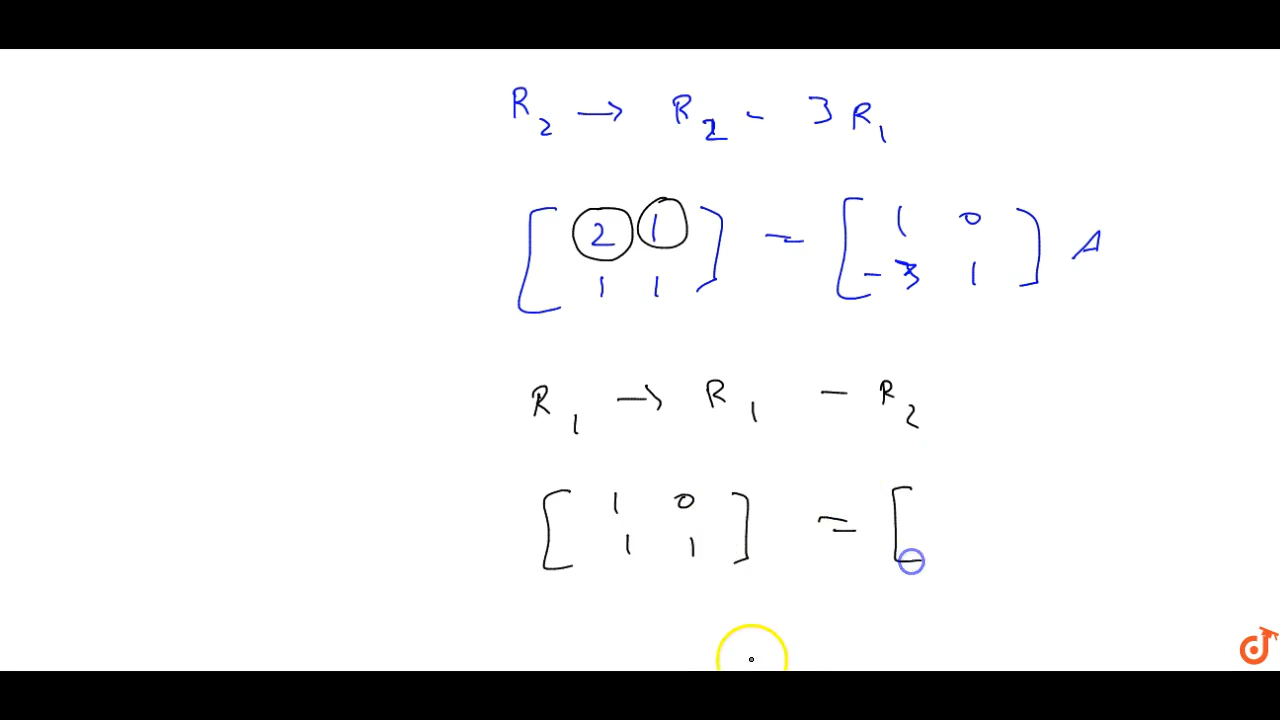 R₂ → R₂ - 3R₁
[ 2 1 ] = [ 1 0 ] A
[ 1 1 ] [ -3 1 ]
R₁ → R₁ - R₂
[ 1 0 ] = [
[ 1 1 ]